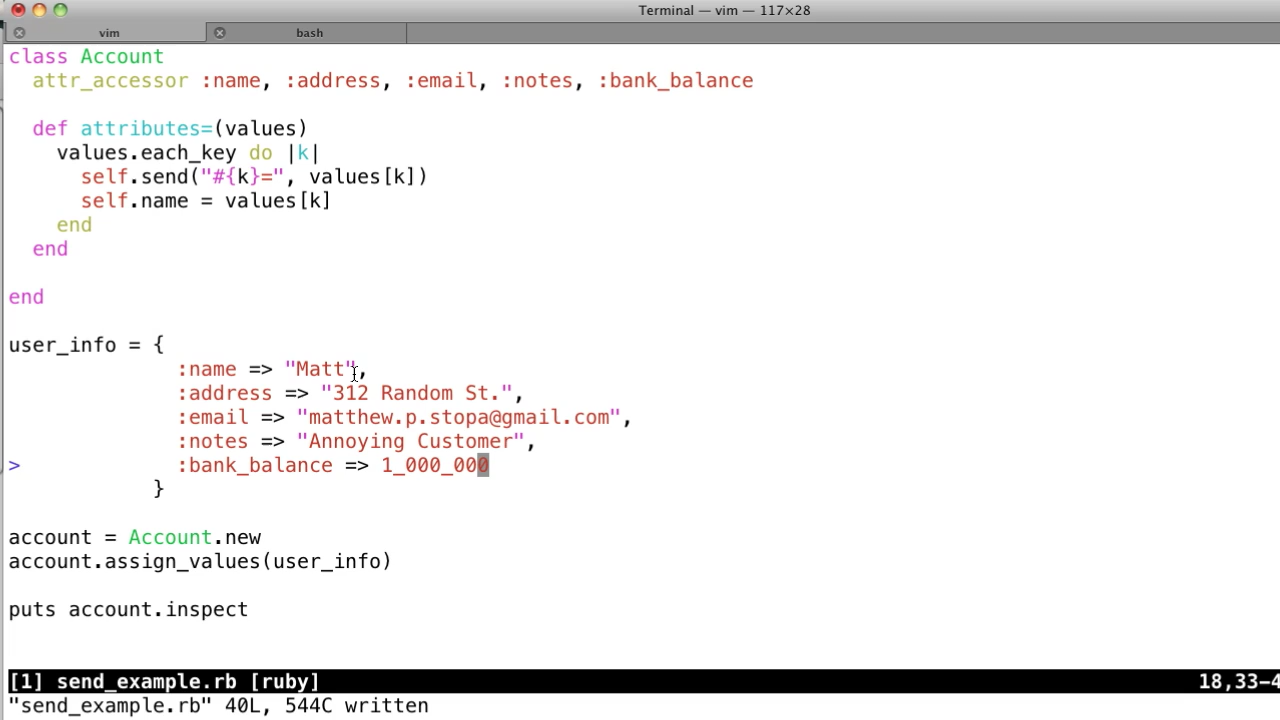 Terminal — vim — 117×28
vim bash
class Account
  attr_accessor :name, :address, :email, :notes, :bank_balance
  def attributes=(values)
    values.each_key do |k|
      self.send("#{k}=", values[k])
      self.name = values[k]
    end
  end
end
user_info = {
              :name => "Matt",
              :address => "312 Random St.",
              :email => "matthew.p.stopa@gmail.com",
              :notes => "Annoying Customer",
>             :bank_balance => 1_000_000
            }
account = Account.new
account.assign_values(user_info)
puts account.inspect
[1] send_example.rb [ruby] 18,33-4
"send_example.rb" 40L, 544C written